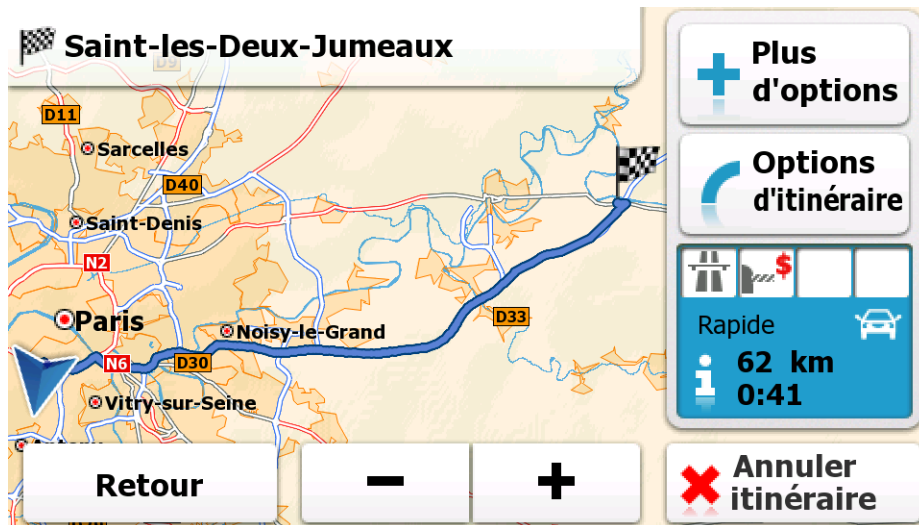 Saint-les-Deux-Jumeaux
Plus
d'options
D9
D11
Sarcelles
D40
Options
d'itinéraire
Saint-Denis
N2
$
Paris
Noisy-le-Grand
D33
Rapide
N6
D30
62 km
0:41
Vitry-sur-Seine
Retour
−
+
Annuler
itinéraire